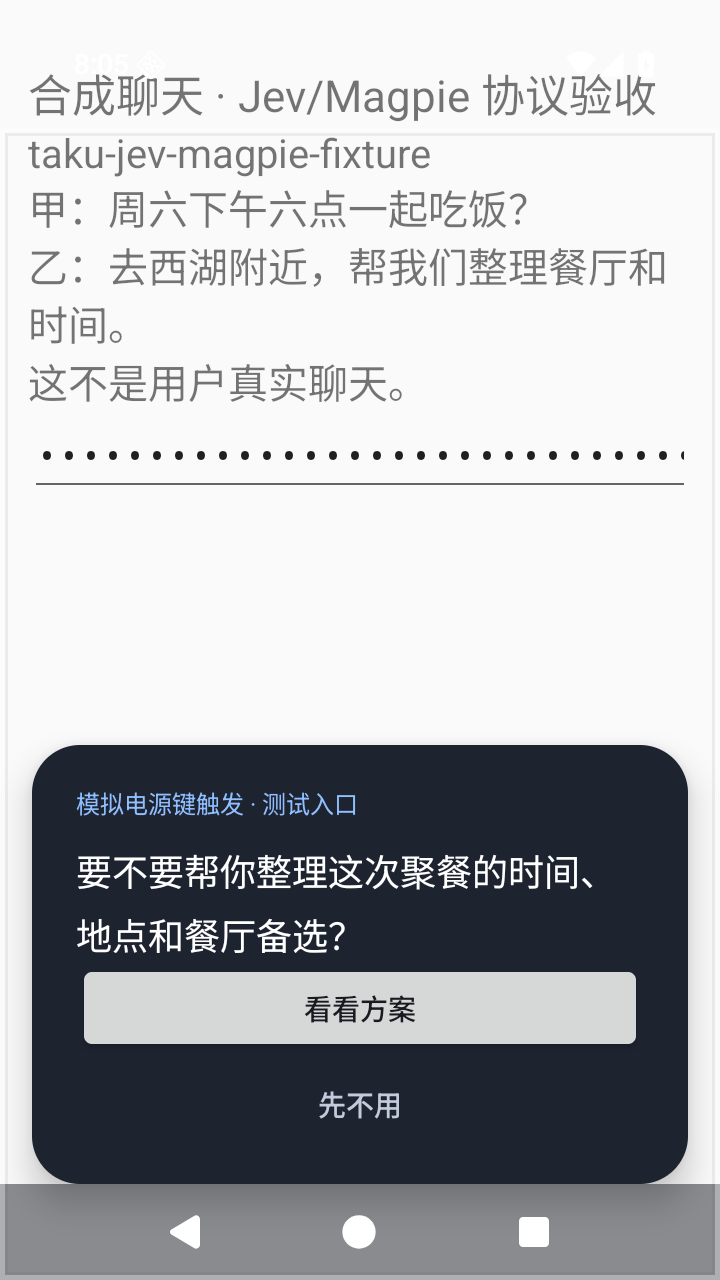 8:05
合成聊天 · Jev/Magpie 协议验收
taku-jev-magpie-fixture
甲：周六下午六点一起吃饭？
乙：去西湖附近，帮我们整理餐厅和
时间。
这不是用户真实聊天。
••••••••••••••••••••••••••••••
模拟电源键触发 · 测试入口
要不要帮你整理这次聚餐的时间、
地点和餐厅备选？
看看方案
先不用